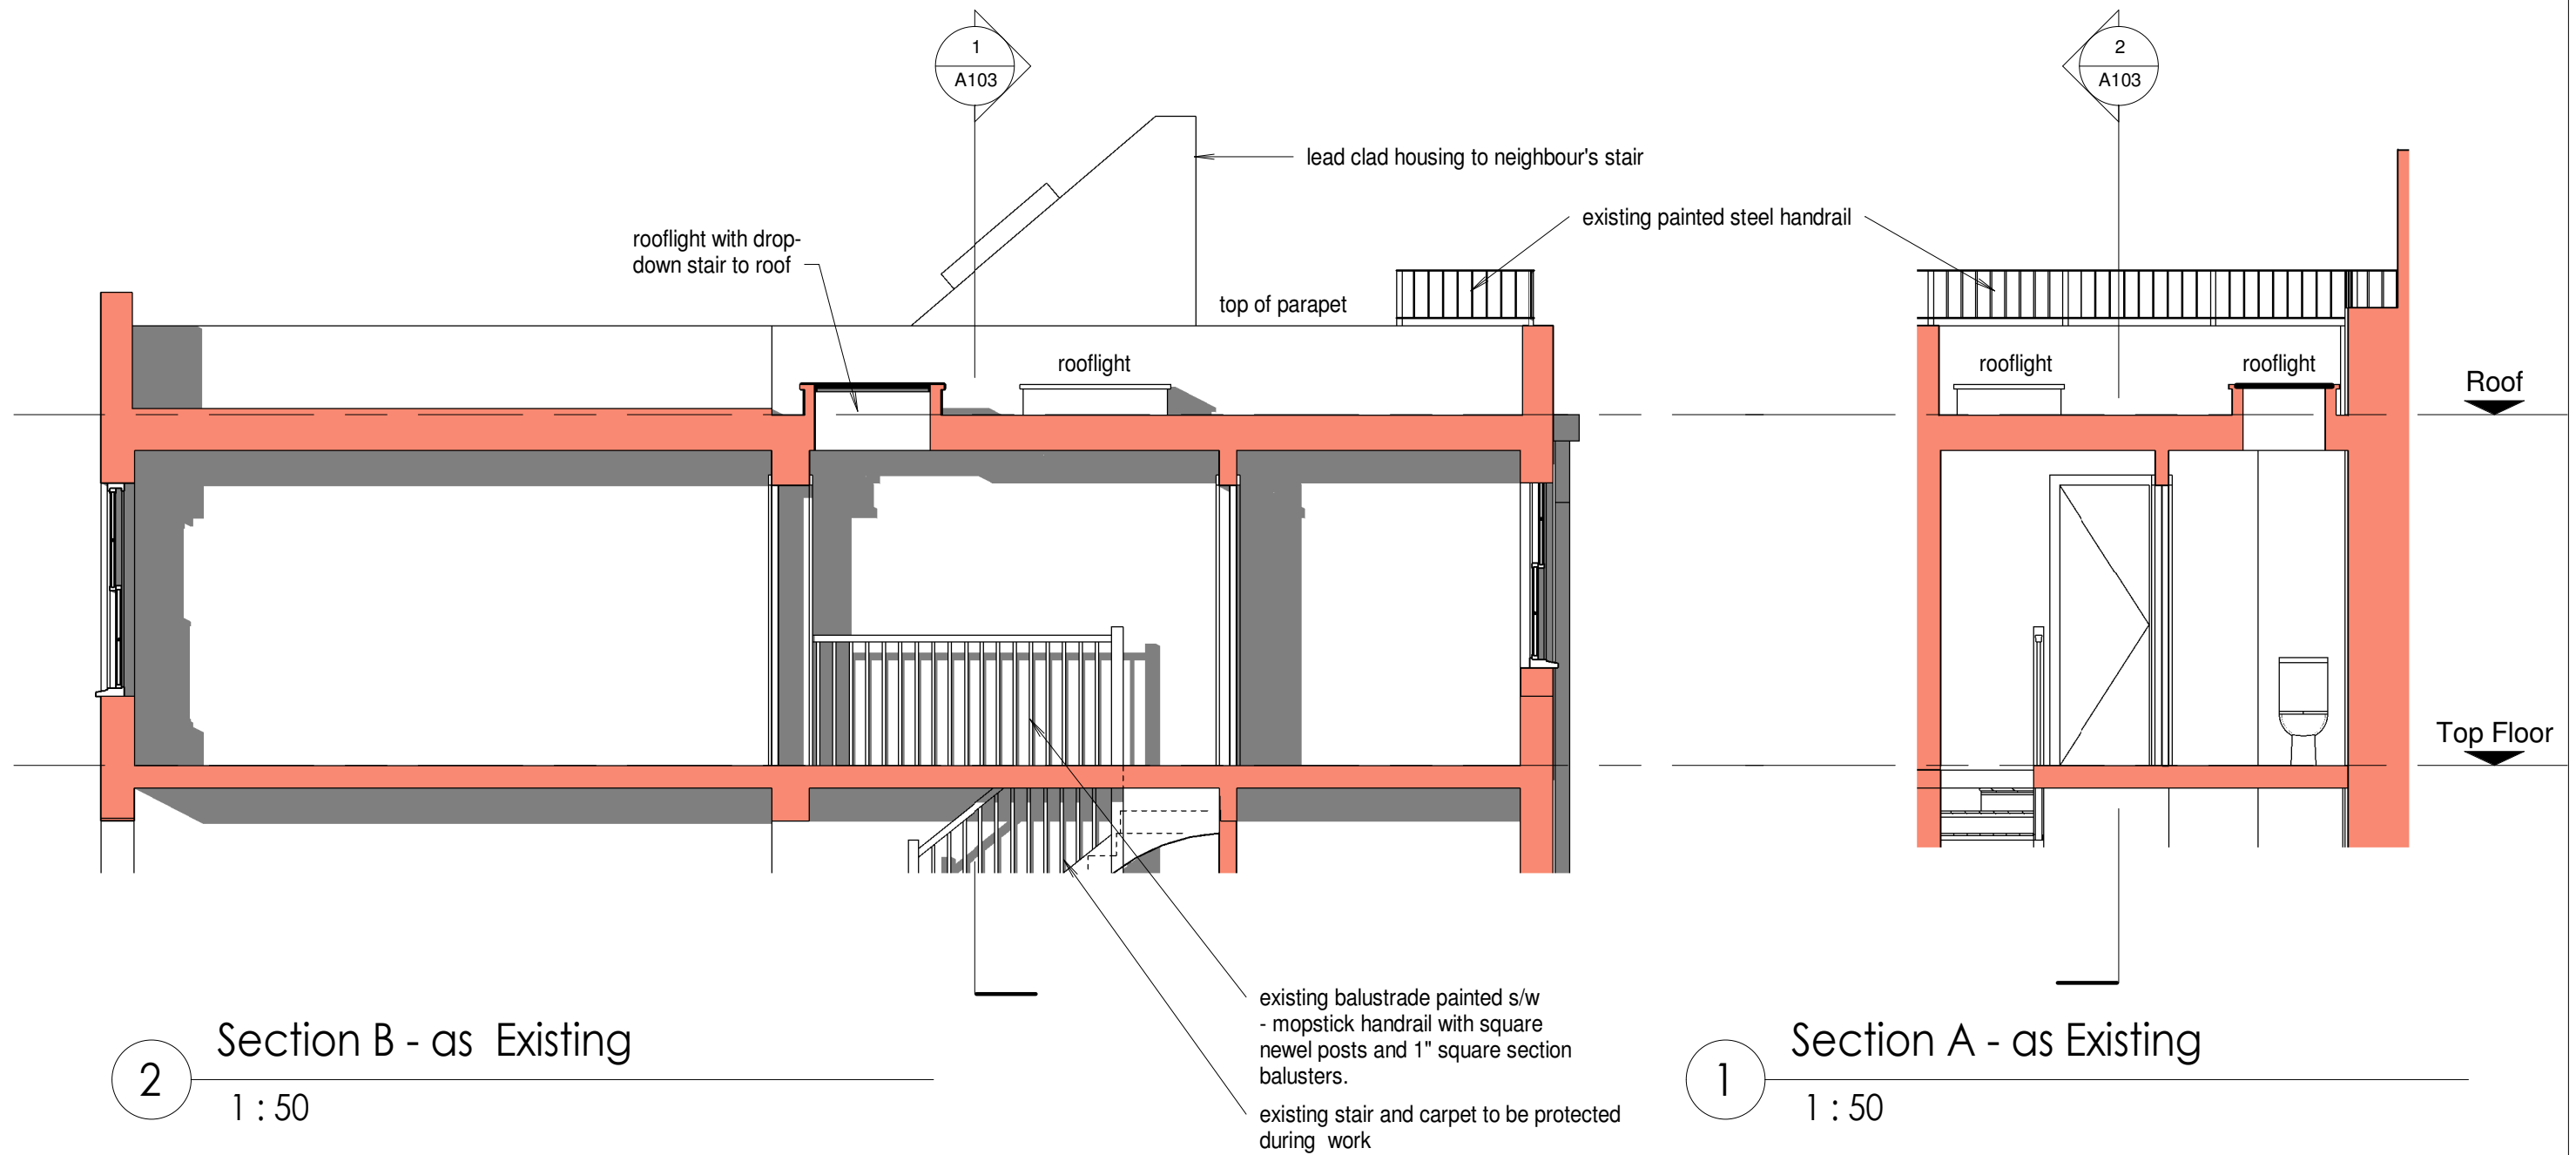 1
A103
2
A103
lead clad housing to neighbour's stair
existing painted steel handrail
rooflight with drop-
down stair to roof
top of parapet
rooflight
rooflight
rooflight
Roof
Top Floor
existing balustrade painted s/w
- mopstick handrail with square
newel posts and 1" square section
balusters.
existing stair and carpet to be protected
during work
2
Section B - as Existing
1 : 50
1
Section A - as Existing
1 : 50